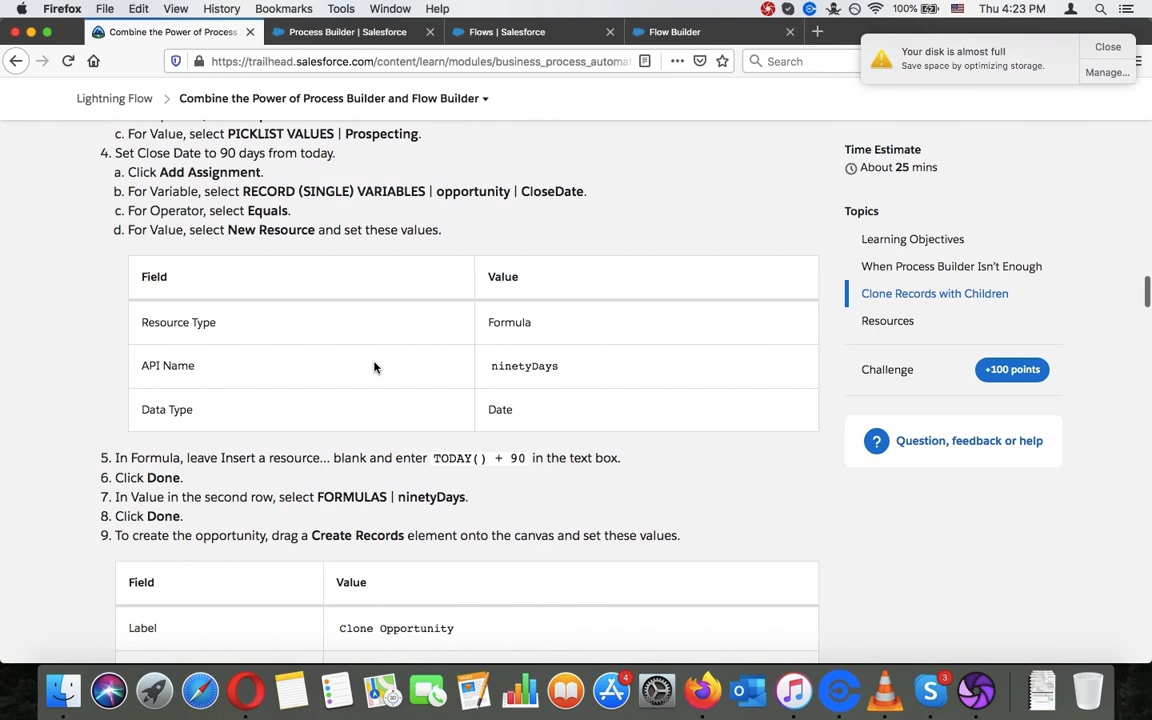 Firefox File Edit View History Bookmarks Tools Window Help 100% Thu 4:23 PM
Combine the Power of Process
Process Builder | Salesforce
Flows | Salesforce
Flow Builder
https://trailhead.salesforce.com/content/learn/modules/business_process_automa
Search
Your disk is almost full
Save space by optimizing storage.
Close
Manage...
Lightning Flow > Combine the Power of Process Builder and Flow Builder
c. For Value, select PICKLIST VALUES | Prospecting.
4. Set Close Date to 90 days from today.
a. Click Add Assignment.
b. For Variable, select RECORD (SINGLE) VARIABLES | opportunity | CloseDate.
c. For Operator, select Equals.
d. For Value, select New Resource and set these values.
Field Value
Resource Type Formula
API Name ninetyDays
Data Type Date
5. In Formula, leave Insert a resource... blank and enter TODAY() + 90 in the text box.
6. Click Done.
7. In Value in the second row, select FORMULAS | ninetyDays.
8. Click Done.
9. To create the opportunity, drag a Create Records element onto the canvas and set these values.
Field Value
Label Clone Opportunity
Time Estimate
About 25 mins
Topics
Learning Objectives
When Process Builder Isn't Enough
Clone Records with Children
Resources
Challenge +100 points
? Question, feedback or help
4
3